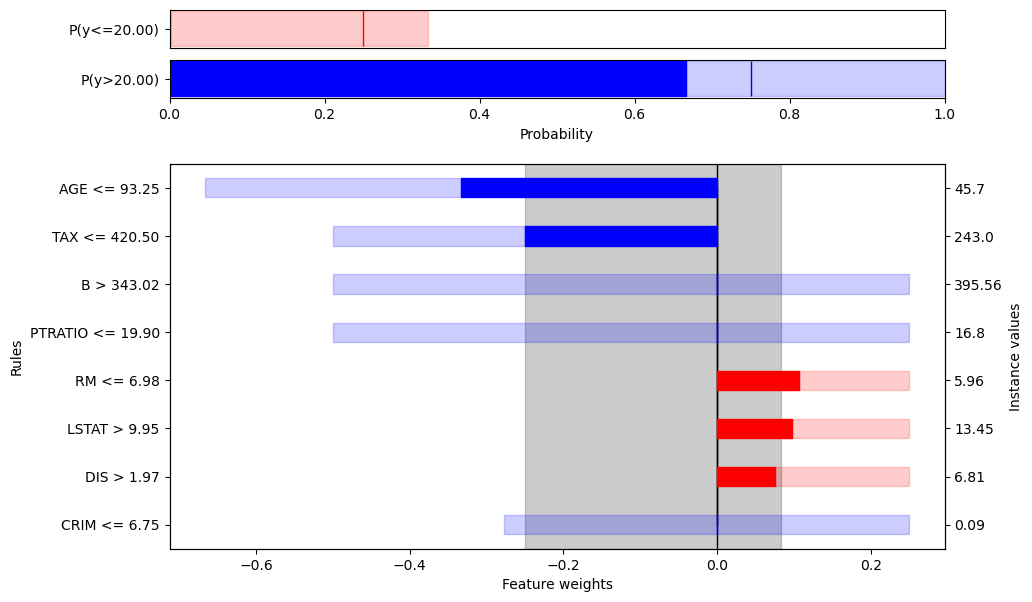 P(y<=20.00)
P(y>20.00)
0.0 0.2 0.4 0.6 0.8 1.0
Probability
Rules
AGE <= 93.25 45.7
TAX <= 420.50 243.0
B > 343.02 395.56
PTRATIO <= 19.90 16.8
RM <= 6.98 5.96
LSTAT > 9.95 13.45
DIS > 1.97 6.81
CRIM <= 6.75 0.09
Instance values
−0.6 −0.4 −0.2 0.0 0.2
Feature weights